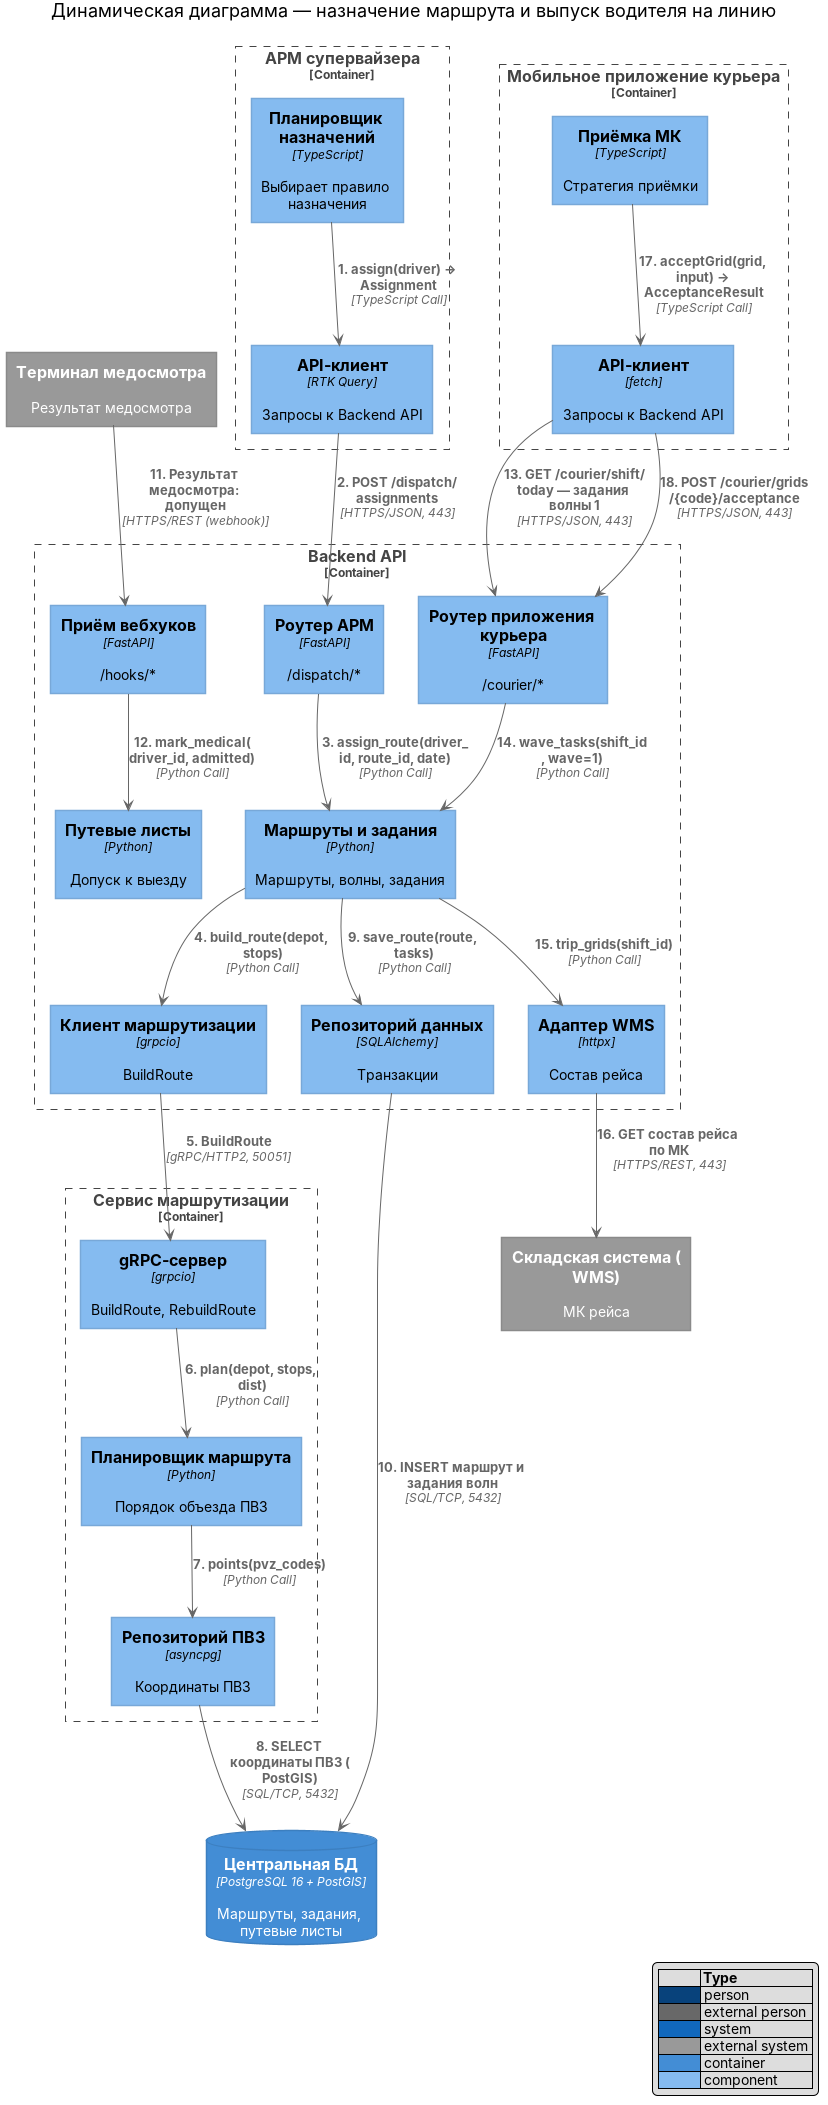 Динамическая диаграмма — назначение маршрута и выпуск водителя на линию
АРМ супервайзера
[Container]
Планировщик
назначений
[TypeScript]
Выбирает правило
назначения
Мобильное приложение курьера
[Container]
Приёмка МК
[TypeScript]
Стратегия приёмки
1. assign(driver) →
Assignment
[TypeScript Call]
17. acceptGrid(grid,
input) →
AcceptanceResult
[TypeScript Call]
Терминал медосмотра
Результат медосмотра
API-клиент
[RTK Query]
Запросы к Backend API
API-клиент
[fetch]
Запросы к Backend API
11. Результат
медосмотра:
допущен
[HTTPS/REST (webhook)]
2. POST /dispatch/
assignments
[HTTPS/JSON, 443]
13. GET /courier/shift/
today — задания
волны 1
[HTTPS/JSON, 443]
18. POST /courier/grids
/{code}/acceptance
[HTTPS/JSON, 443]
Backend API
[Container]
Приём вебхуков
[FastAPI]
/hooks/*
Роутер АРМ
[FastAPI]
/dispatch/*
Роутер приложения
курьера
[FastAPI]
/courier/*
12. mark_medical(
driver_id, admitted)
[Python Call]
3. assign_route(driver_
id, route_id, date)
[Python Call]
14. wave_tasks(shift_id
, wave=1)
[Python Call]
Путевые листы
[Python]
Допуск к выезду
Маршруты и задания
[Python]
Маршруты, волны, задания
4. build_route(depot,
stops)
[Python Call]
9. save_route(route,
tasks)
[Python Call]
15. trip_grids(shift_id)
[Python Call]
Клиент маршрутизации
[grpcio]
BuildRoute
Репозиторий данных
[SQLAlchemy]
Транзакции
Адаптер WMS
[httpx]
Состав рейса
5. BuildRoute
[gRPC/HTTP2, 50051]
16. GET состав рейса
по МК
[HTTPS/REST, 443]
Сервис маршрутизации
[Container]
gRPC-сервер
[grpcio]
BuildRoute, RebuildRoute
Складская система (
WMS)
МК рейса
6. plan(depot, stops,
dist)
[Python Call]
Планировщик маршрута
[Python]
Порядок объезда ПВЗ
10. INSERT маршрут и
задания волн
[SQL/TCP, 5432]
7. points(pvz_codes)
[Python Call]
Репозиторий ПВЗ
[asyncpg]
Координаты ПВЗ
8. SELECT
координаты ПВЗ (
PostGIS)
[SQL/TCP, 5432]
Центральная БД
[PostgreSQL 16 + PostGIS]
Маршруты, задания,
путевые листы
Type
person
external person
system
external system
container
component